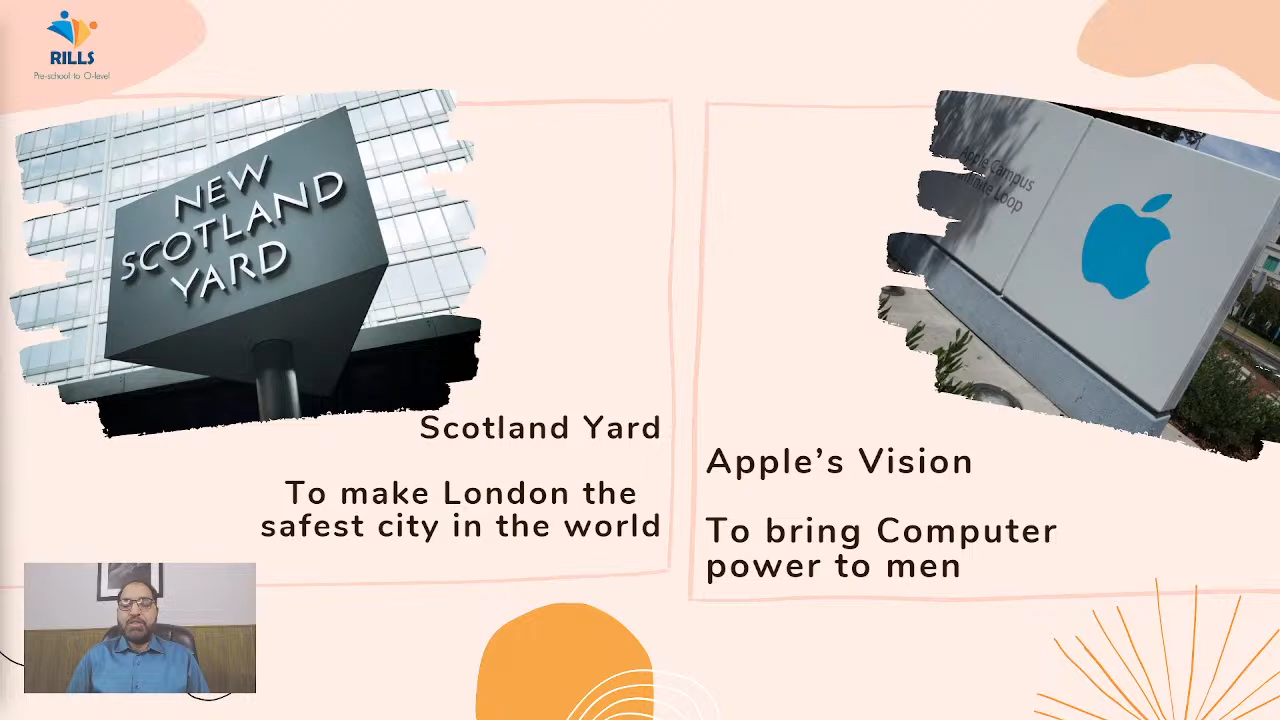 RILLS
Pre-school to O-level
NEW
SCOTLAND
YARD
Apple Campus
Infinite Loop
Scotland Yard
To make London the
safest city in the world
Apple's Vision
To bring Computer
power to men